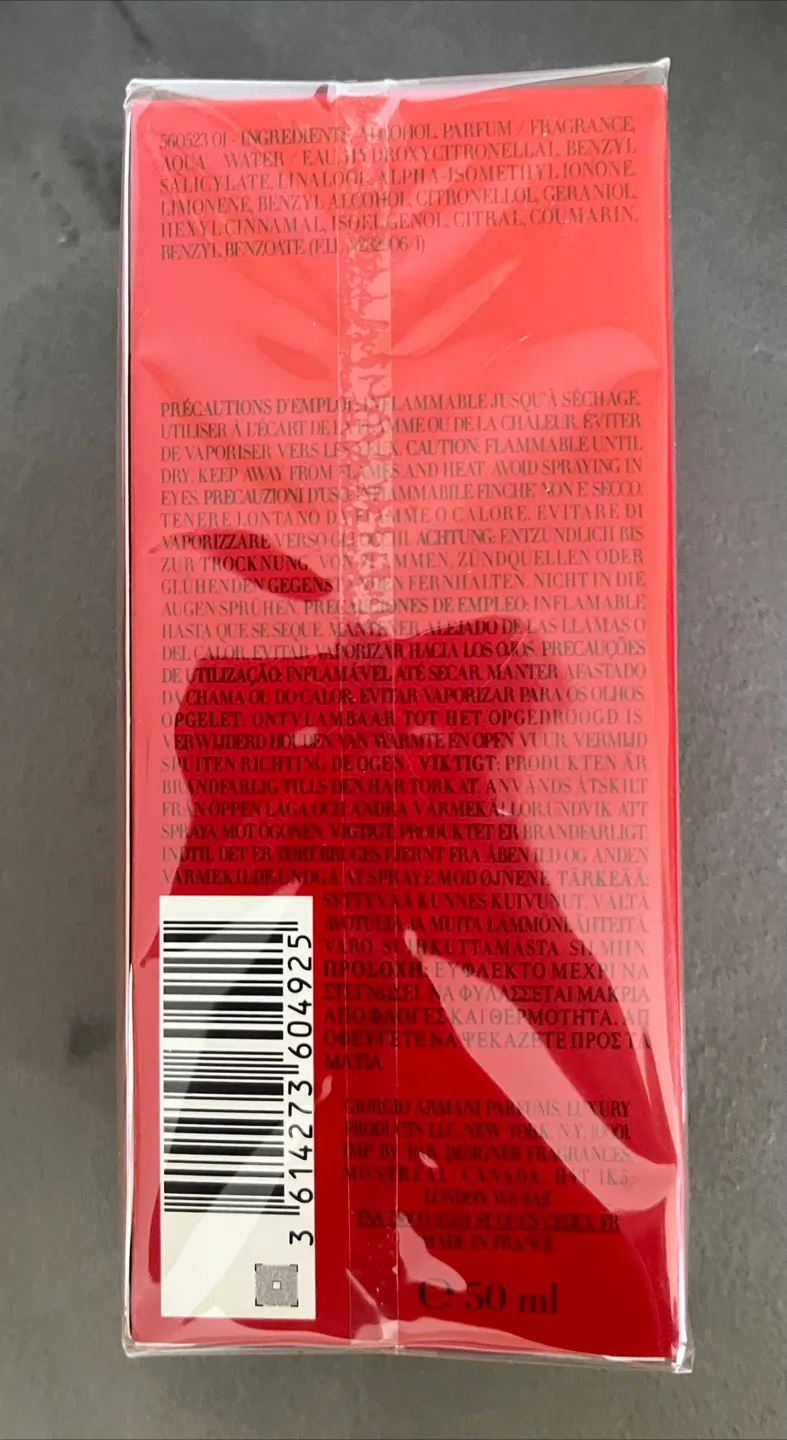 560523 01 - INGREDIENTS: ALCOHOL, PARFUM / FRAGRANCE,
AQUA / WATER / EAU, HYDROXYCITRONELLAL, BENZYL
SALICYLATE, LINALOOL, ALPHA-ISOMETHYL IONONE,
LIMONENE, BENZYL ALCOHOL, CITRONELLOL, GERANIOL,
HEXYL CINNAMAL, ISOEUGENOL, CITRAL, COUMARIN,
BENZYL BENZOATE (F.I.L.
PRÉCAUTIONS D'EMPLOI: INFLAMMABLE JUSQU'À SÉCHAGE.
UTILISER À L'ÉCART DE LA FLAMME OU DE LA CHALEUR. ÉVITER
DE VAPORISER VERS LES YEUX. CAUTION: FLAMMABLE UNTIL
DRY. KEEP AWAY FROM FLAMES AND HEAT. AVOID SPRAYING IN
EYES. PRECAUZIONI D'USO: INFIAMMABILE FINCHE' NON E' SECCO.
TENERE LONTANO DA FIAMME O CALORE. EVITARE DI
VAPORIZZARE VERSO GLI OCCHI. ACHTUNG: ENTZÜNDLICH BIS
ZUR TROCKNUNG. VON FLAMMEN, ZÜNDQUELLEN ODER
GLÜHENDEN GEGENSTÄNDEN FERNHALTEN. NICHT IN DIE
AUGEN SPRÜHEN. PRECAUCIONES DE EMPLEO: INFLAMABLE
HASTA QUE SE SEQUE. MANTENER ALEJADO DE LAS LLAMAS O
DEL CALOR. EVITAR VAPORIZAR HACIA LOS OJOS. PRECAUÇÕES
DE UTILIZAÇÃO: INFLAMÁVEL ATÉ SECAR. MANTER AFASTADO
DA CHAMA OU DO CALOR. EVITAR VAPORIZAR PARA OS OLHOS.
OPGELET: ONTVLAMBAAR TOT HET OPGEDROOGD IS.
VERWIJDERD HOUDEN VAN WARMTE EN OPEN VUUR. VERMIJD
SPUITEN RICHTING DE OGEN. VIKTIGT: PRODUKTEN ÄR
BRANDFARLIG TILLS DEN HAR TORKAT. ANVÄNDS ÅTSKILT
FRÅN ÖPPEN LÅGA OCH ANDRA VÄRMEKÄLLOR.UNDVIK ATT
SPRAYA MOT ÖGONEN. VIGTIGT: PRODUKTET ER BRANDFARLIGT,
INDTIL DET ER TØRT.BRUGES FJERNT FRA ÅBEN ILD OG ANDEN
VARMEKILDE.UNDGÅ AT SPRAYE MOD ØJNENE. TÄRKEÄÄ:
SYTTYVÄÄ KUNNES KUIVUNUT. VÄLTÄ
AVOTULTA JA MUITA LÄMMÖNLÄHTEITÄ.
VARO SUIHKUTTAMASTA SILMIIN.
ΠΡΟΣΟΧΗ: ΕΥΦΛΕΚΤΟ ΜΕΧΡΙ ΝΑ
ΣΤΕΓΝΩΣΕΙ. ΝΑ ΦΥΛΑΣΣΕΤΑΙ ΜΑΚΡΙΑ
ΑΠΟ ΦΛΟΓΕΣ ΚΑΙ ΘΕΡΜΟΤΗΤΑ. ΑΠ
ΟΦΕΥΓΕΤΕ ΝΑ ΨΕΚΑΖΕΤΕ ΠΡΟΣ ΤΑ
ΜΑΤΙΑ.
GIORGIO ARMANI PARFUMS, LUXURY
PRODUCTS LLC, NEW YORK, N.Y. 10001.
IMP. BY/PAR. DESIGNER FRAGRANCES,
MONTRÉAL, CANADA, H4T 1K5.
LONDON W6 8AZ
MADE IN FRANCE
e 50 ml
3 614273 604925